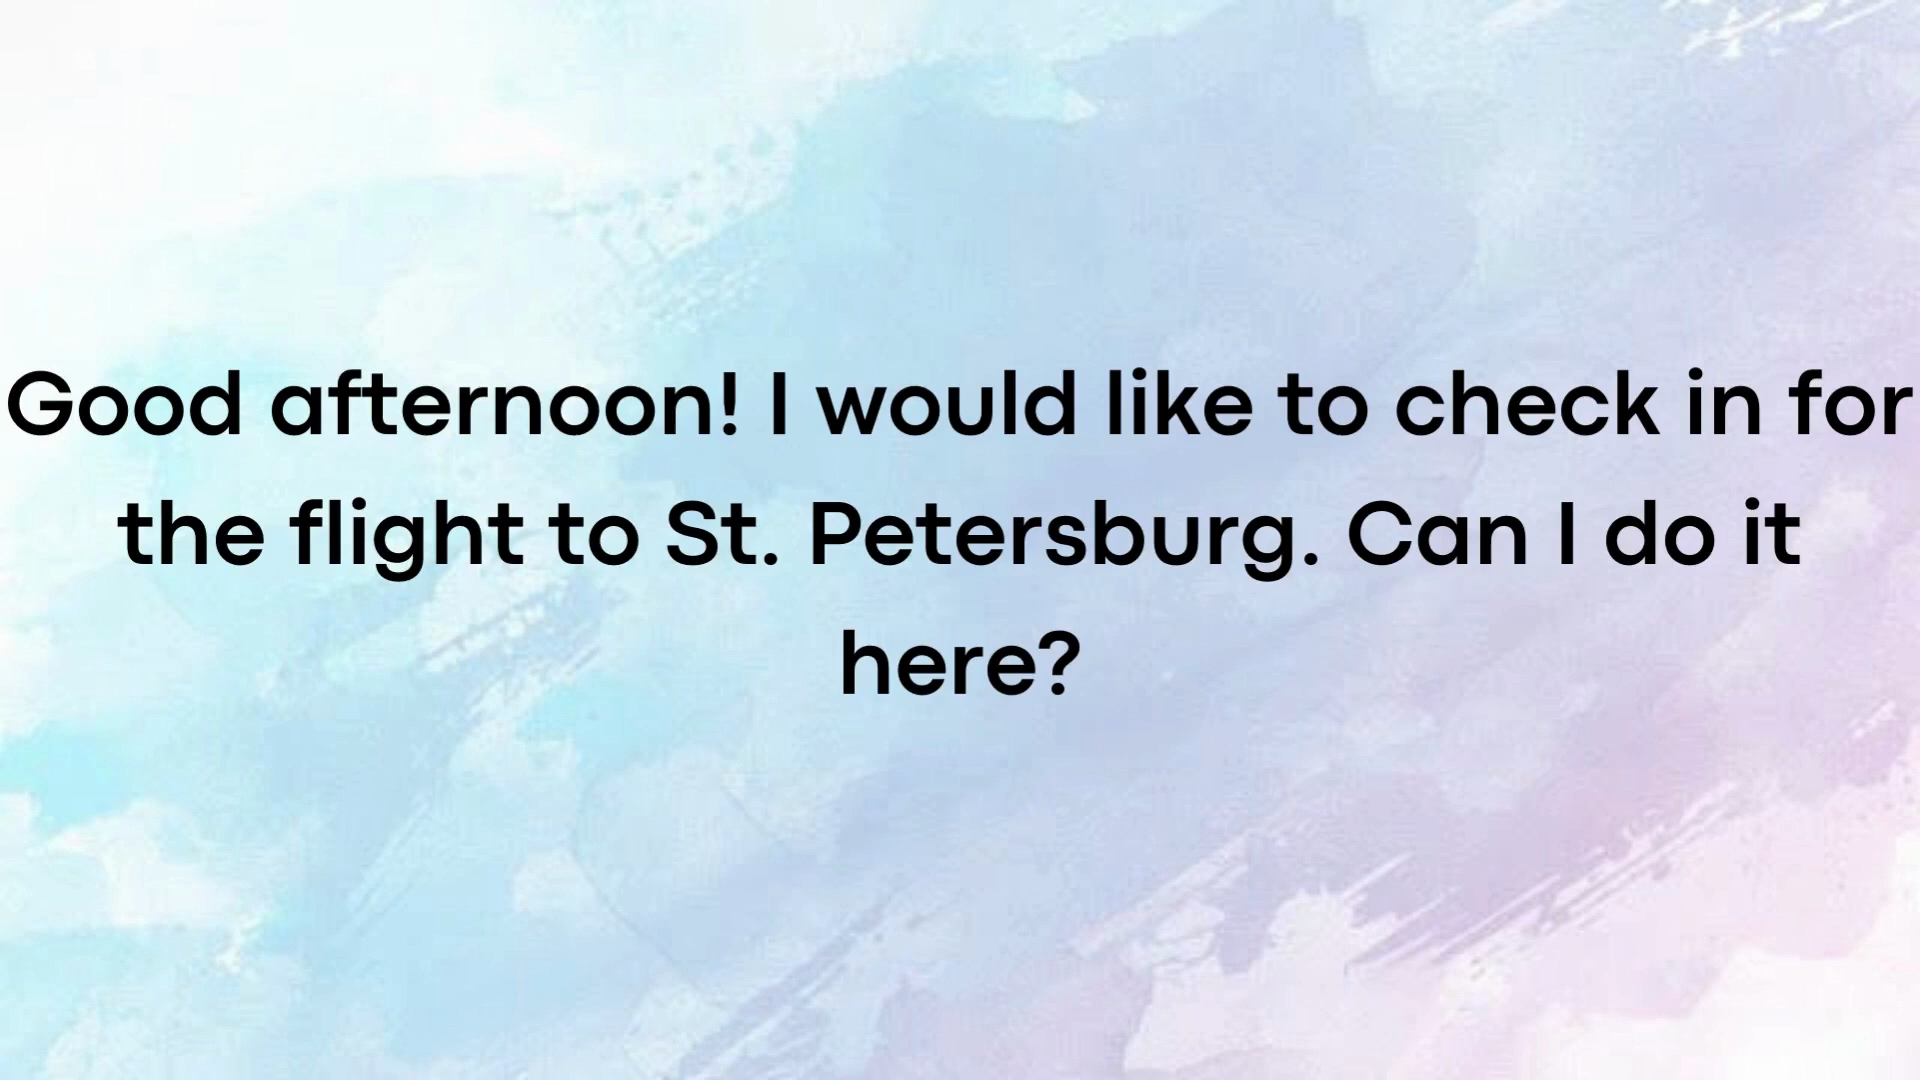 Good afternoon! I would like to check in for
the flight to St. Petersburg. Can I do it
here?